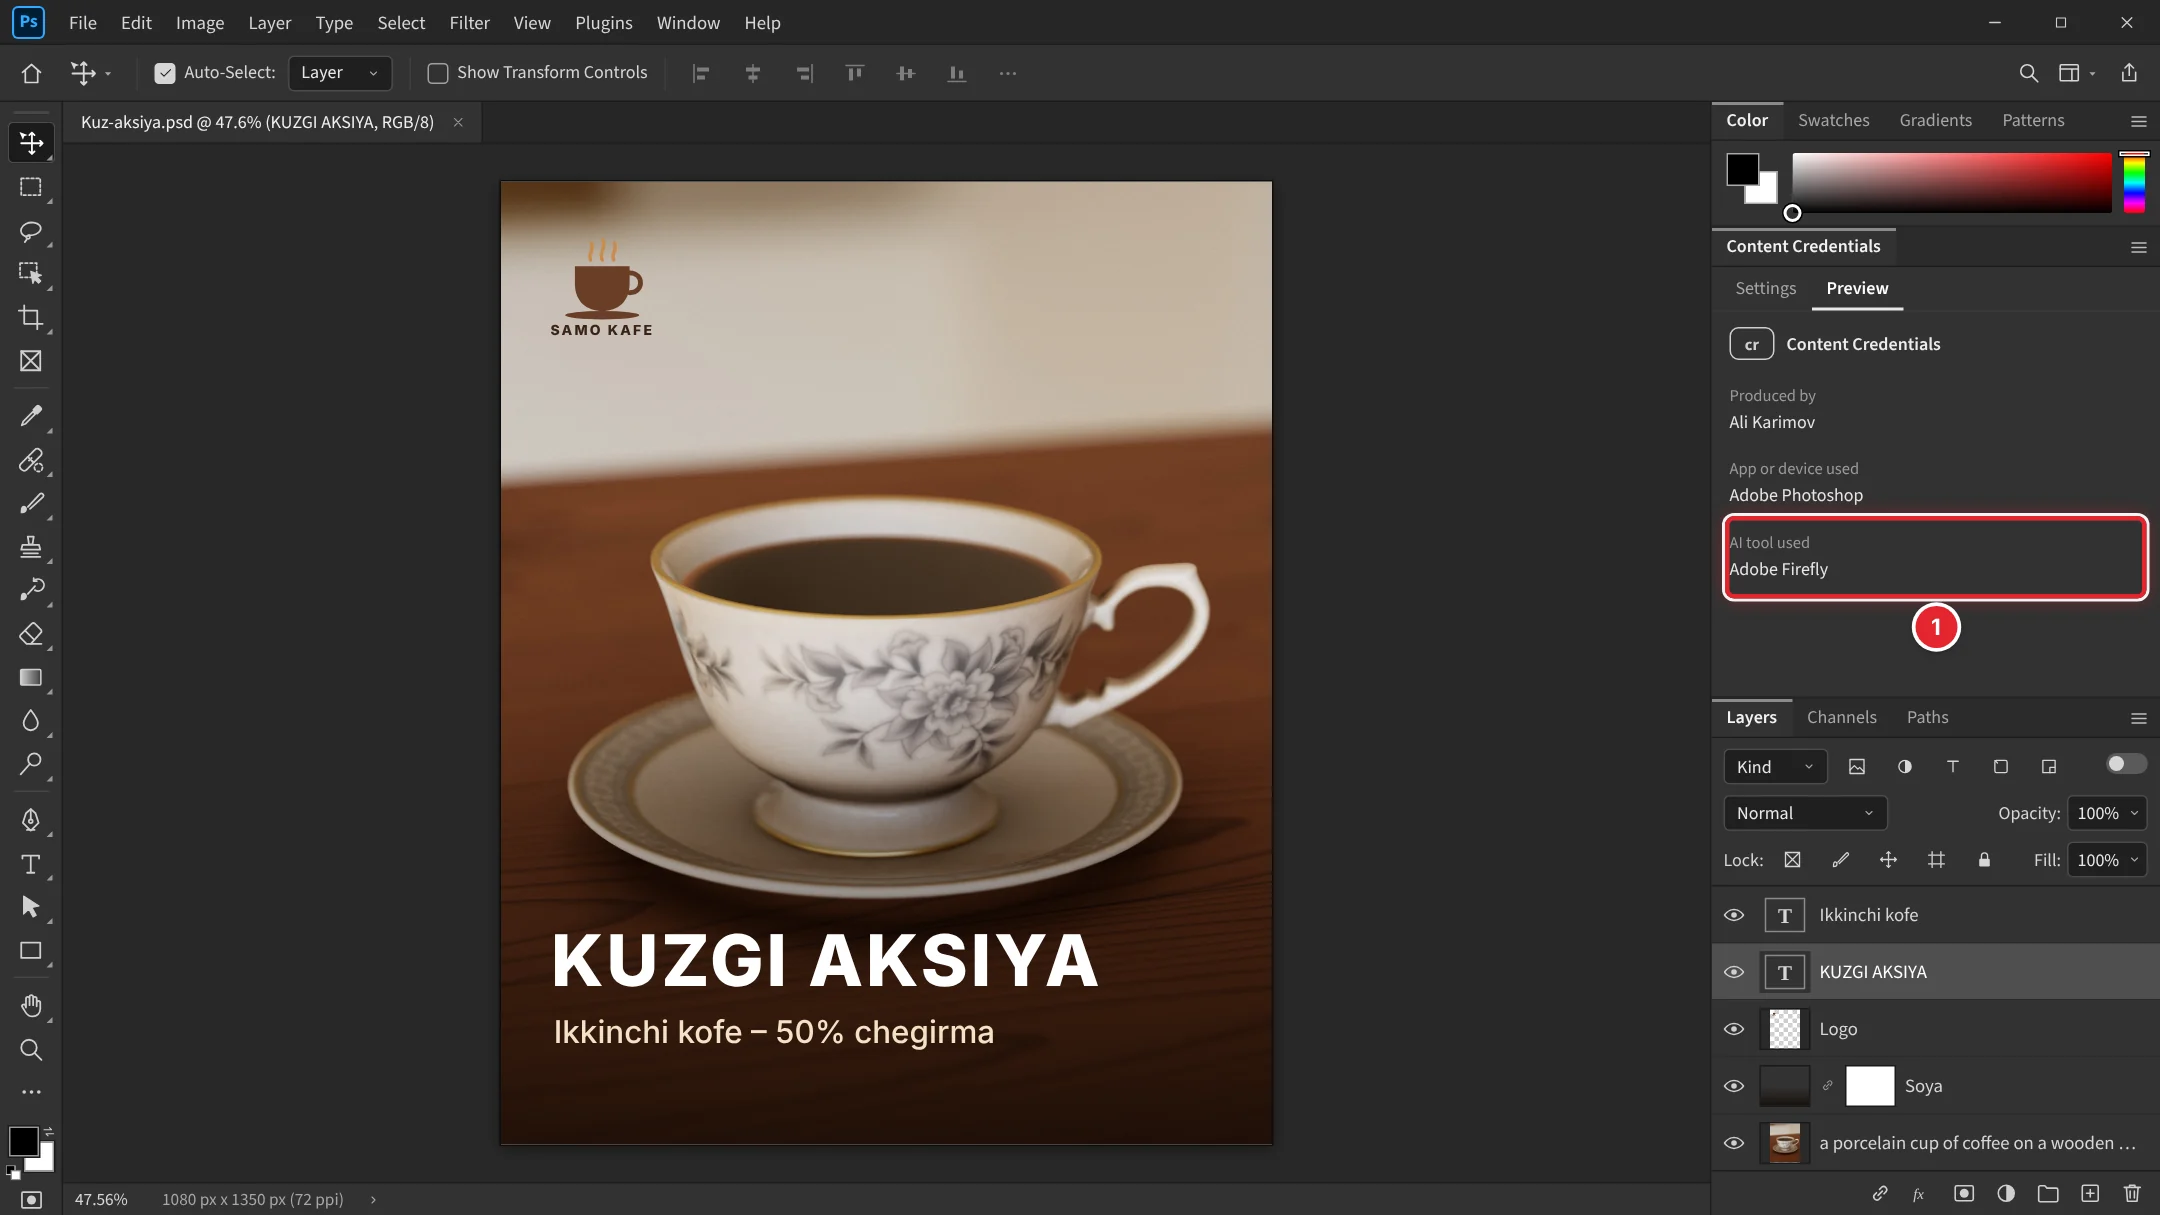 Ps File Edit Image Layer Type Select Filter View Plugins Window Help
Auto-Select: Layer Show Transform Controls
Kuz-aksiya.psd @ 47.6% (KUZGI AKSIYA, RGB/8)
SAMO KAFE
KUZGI AKSIYA
Ikkinchi kofe – 50% chegirma
47.56% 1080 px x 1350 px (72 ppi)
Color Swatches Gradients Patterns
Content Credentials
Settings Preview
cr Content Credentials
Produced by
Ali Karimov
App or device used
Adobe Photoshop
AI tool used
Adobe Firefly
1
Layers Channels Paths
Kind
Normal Opacity: 100%
Lock: Fill: 100%
T Ikkinchi kofe
T KUZGI AKSIYA
Logo
Soya
a porcelain cup of coffee on a wooden ...
fx